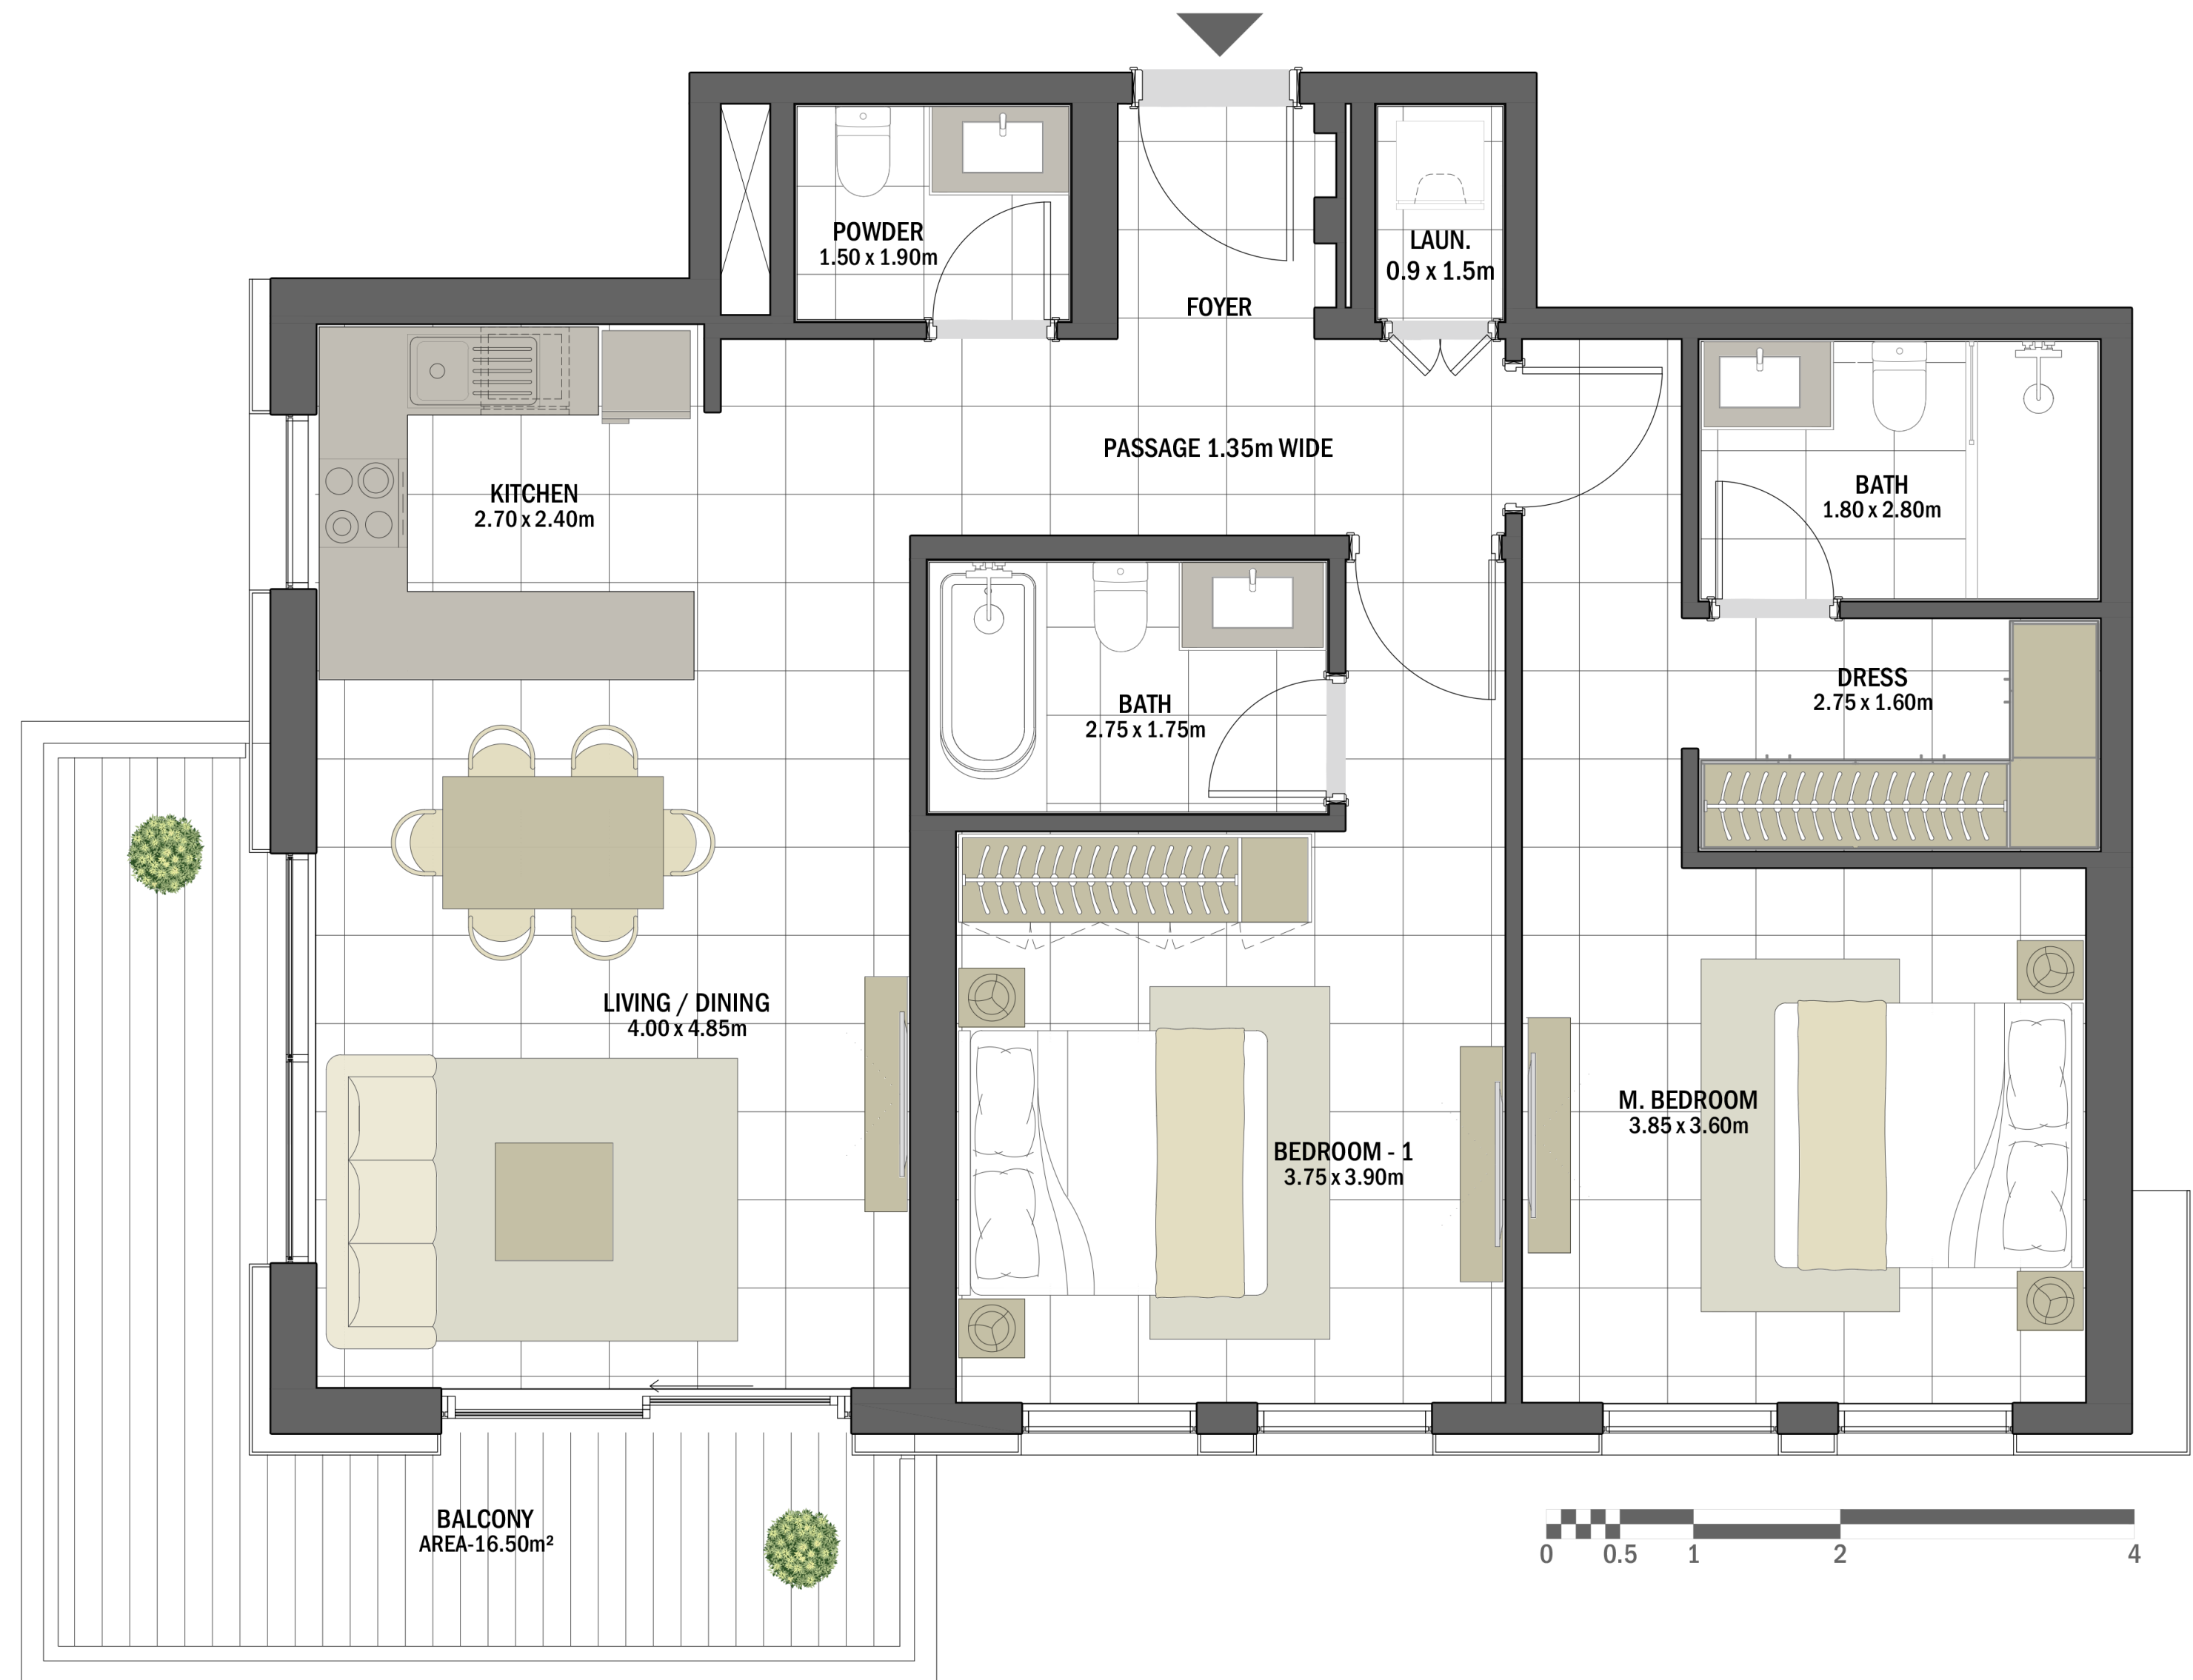 POWDER
1.50 x 1.90m
LAUN.
0.9 x 1.5m
FOYER
PASSAGE 1.35m WIDE
KITCHEN
2.70 x 2.40m
BATH
1.80 x 2.80m
BATH
2.75 x 1.75m
DRESS
2.75 x 1.60m
LIVING / DINING
4.00 x 4.85m
BEDROOM - 1
3.75 x 3.90m
M. BEDROOM
3.85 x 3.60m
BALCONY
AREA-16.50m²
0 0.5 1 2 4